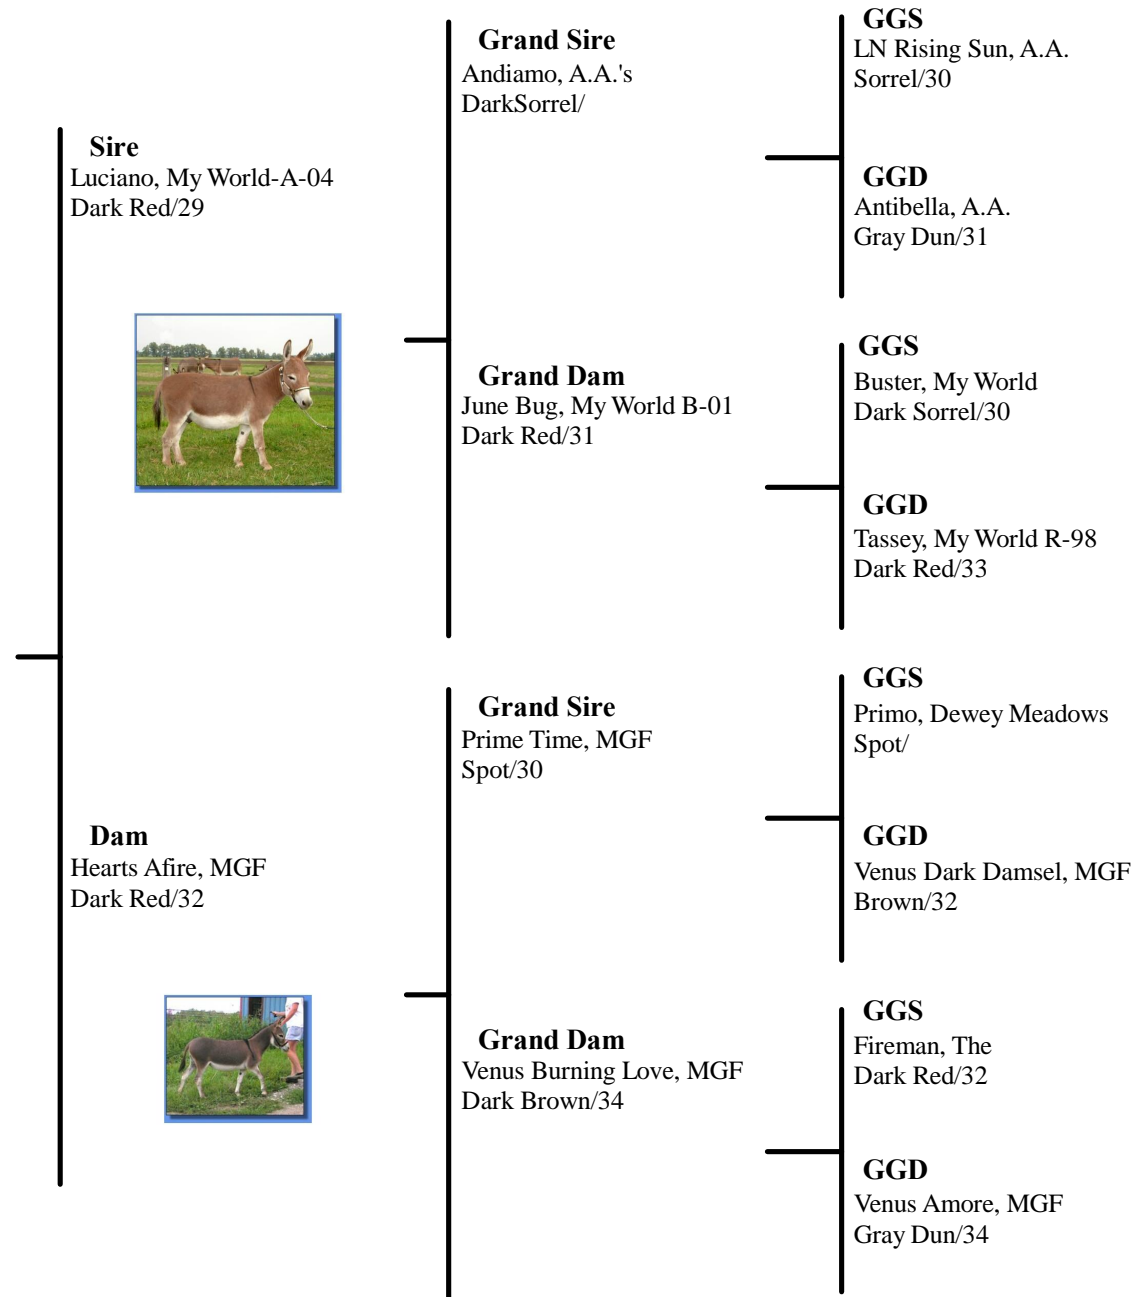 Sire
Luciano, My World-A-04
Dark Red/29
Dam
Hearts Afire, MGF
Dark Red/32
Grand Sire
Andiamo, A.A.'s
DarkSorrel/
Grand Dam
June Bug, My World B-01
Dark Red/31
Grand Sire
Prime Time, MGF
Spot/30
Grand Dam
Venus Burning Love, MGF
Dark Brown/34
GGS
LN Rising Sun, A.A.
Sorrel/30
GGD
Antibella, A.A.
Gray Dun/31
GGS
Buster, My World
Dark Sorrel/30
GGD
Tassey, My World R-98
Dark Red/33
GGS
Primo, Dewey Meadows
Spot/
GGD
Venus Dark Damsel, MGF
Brown/32
GGS
Fireman, The
Dark Red/32
GGD
Venus Amore, MGF
Gray Dun/34